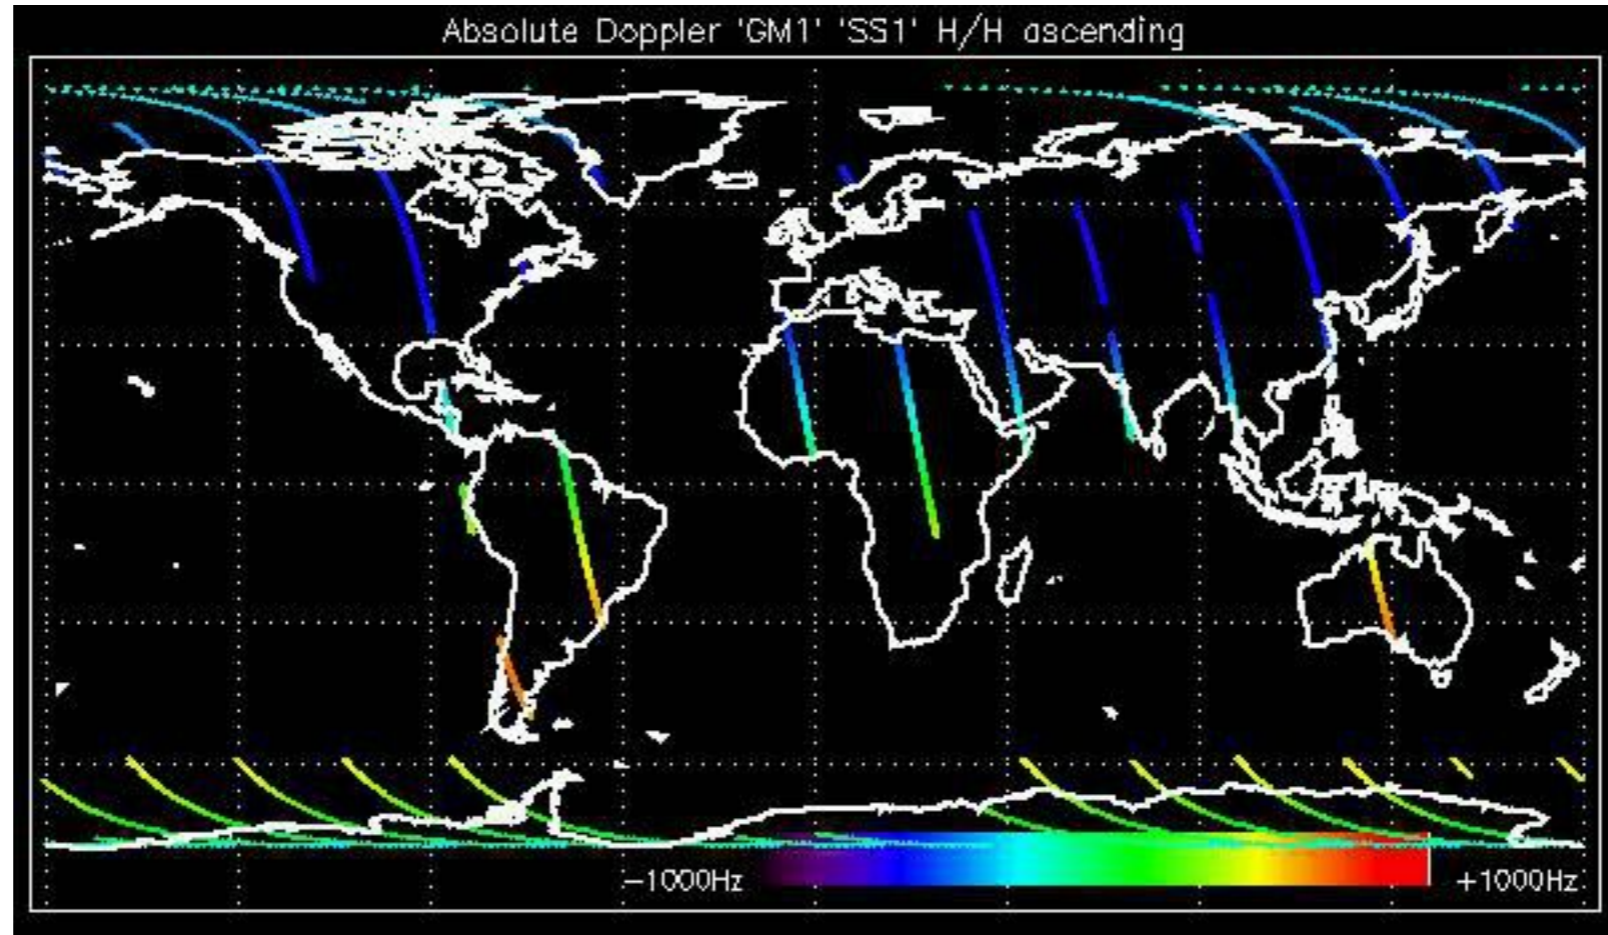 Absolute Doppler 'GM1' 'SS1' H/H ascending
−1000Hz
+1000Hz